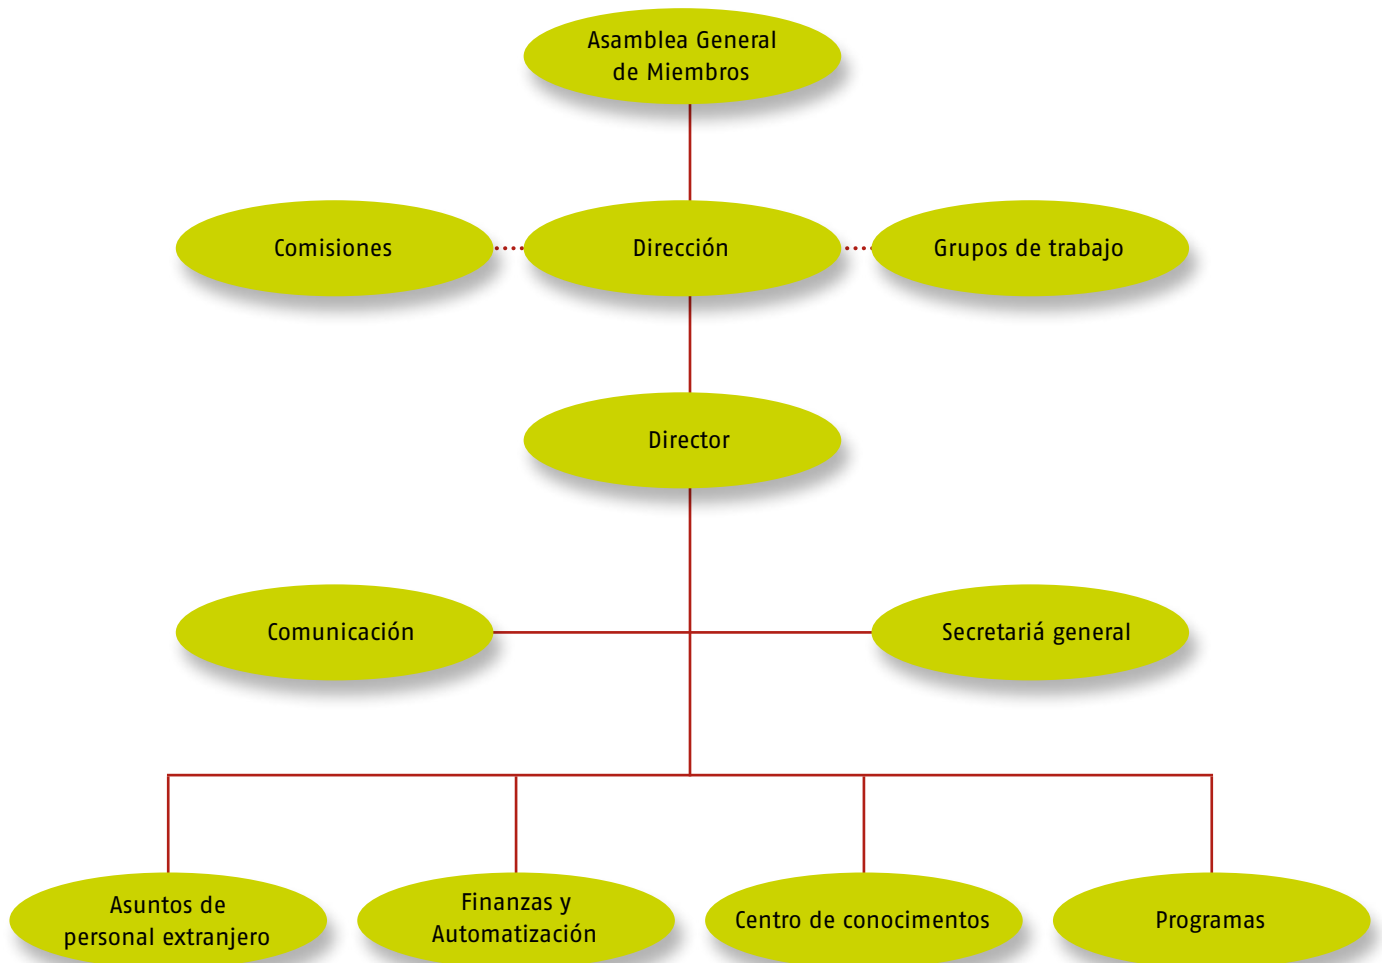 Asamblea General
de Miembros
Comisiones
Dirección
Grupos de trabajo
Director
Comunicación
Secretariá general
Asuntos de
personal extranjero
Finanzas y
Automatización
Centro de conocimentos
Programas